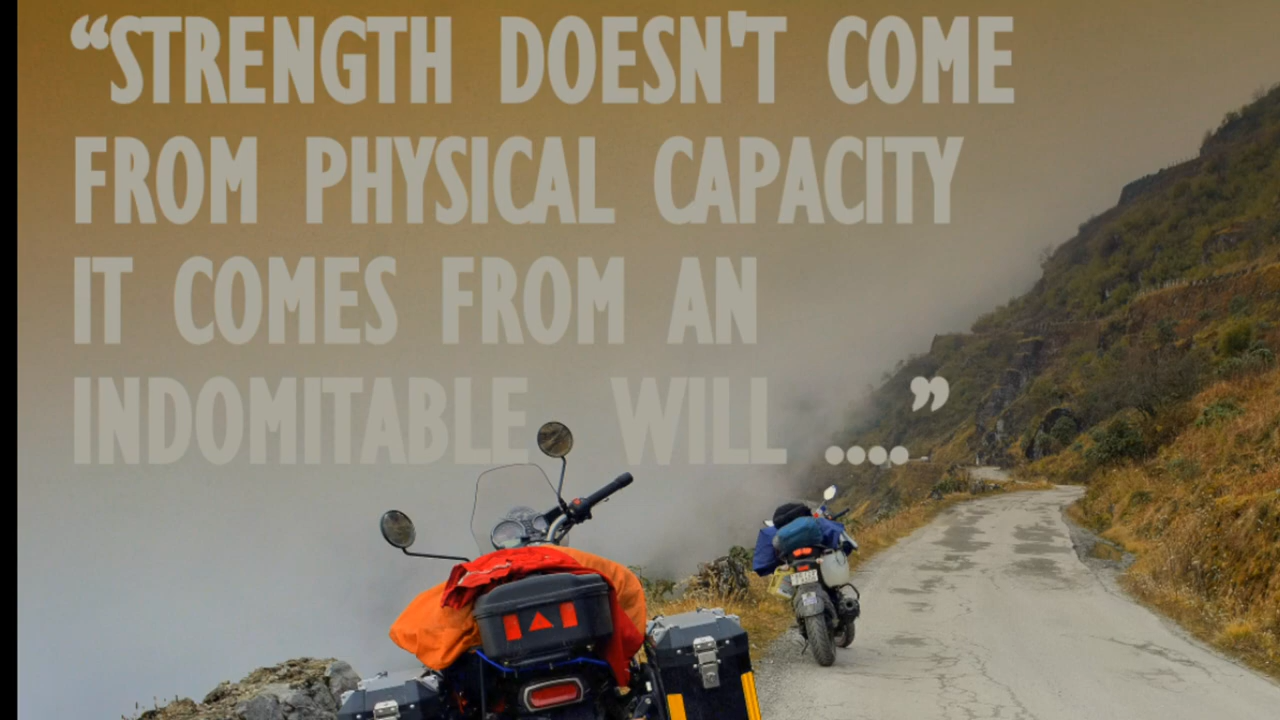 “STRENGTH DOESN'T COME
FROM PHYSICAL CAPACITY
IT COMES FROM AN
INDOMITABLE WILL ....”